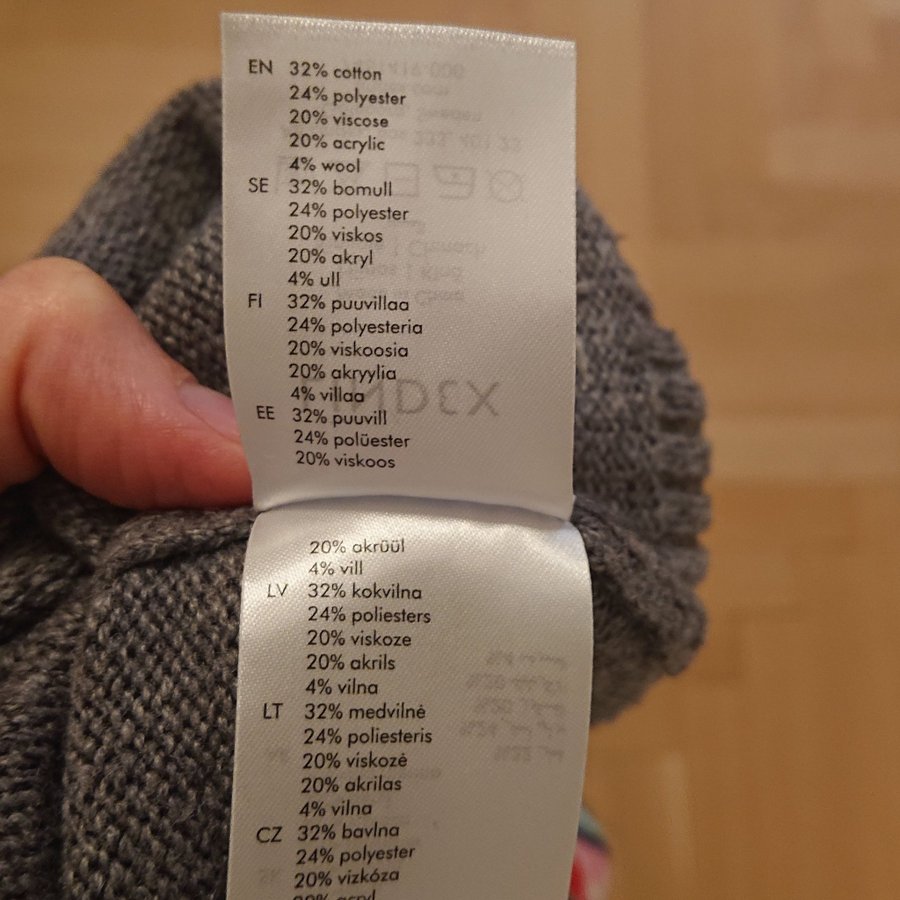 EN 32% cotton
24% polyester
20% viscose
20% acrylic
4% wool
SE 32% bomull
24% polyester
20% viskos
20% akryl
4% ull
FI 32% puuvillaa
24% polyesteria
20% viskoosia
20% akryylia
4% villaa
EE 32% puuvill
24% polüester
20% viskoos
20% akrüül
4% vill
LV 32% kokvilna
24% poliesters
20% viskoze
20% akrils
4% vilna
LT 32% medvilnė
24% poliesteris
20% viskozė
20% akrilas
4% vilna
CZ 32% bavlna
24% polyester
20% vizkóza